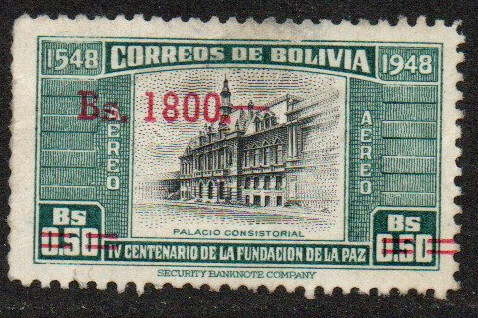 1548 CORREOS DE BOLIVIA 1948
Bs. 1800.—
AEREO
AEREO
PALACIO CONSISTORIAL
Bs 0.50
Bs 0.50
IV CENTENARIO DE LA FUNDACION DE LA PAZ
SECURITY BANKNOTE COMPANY